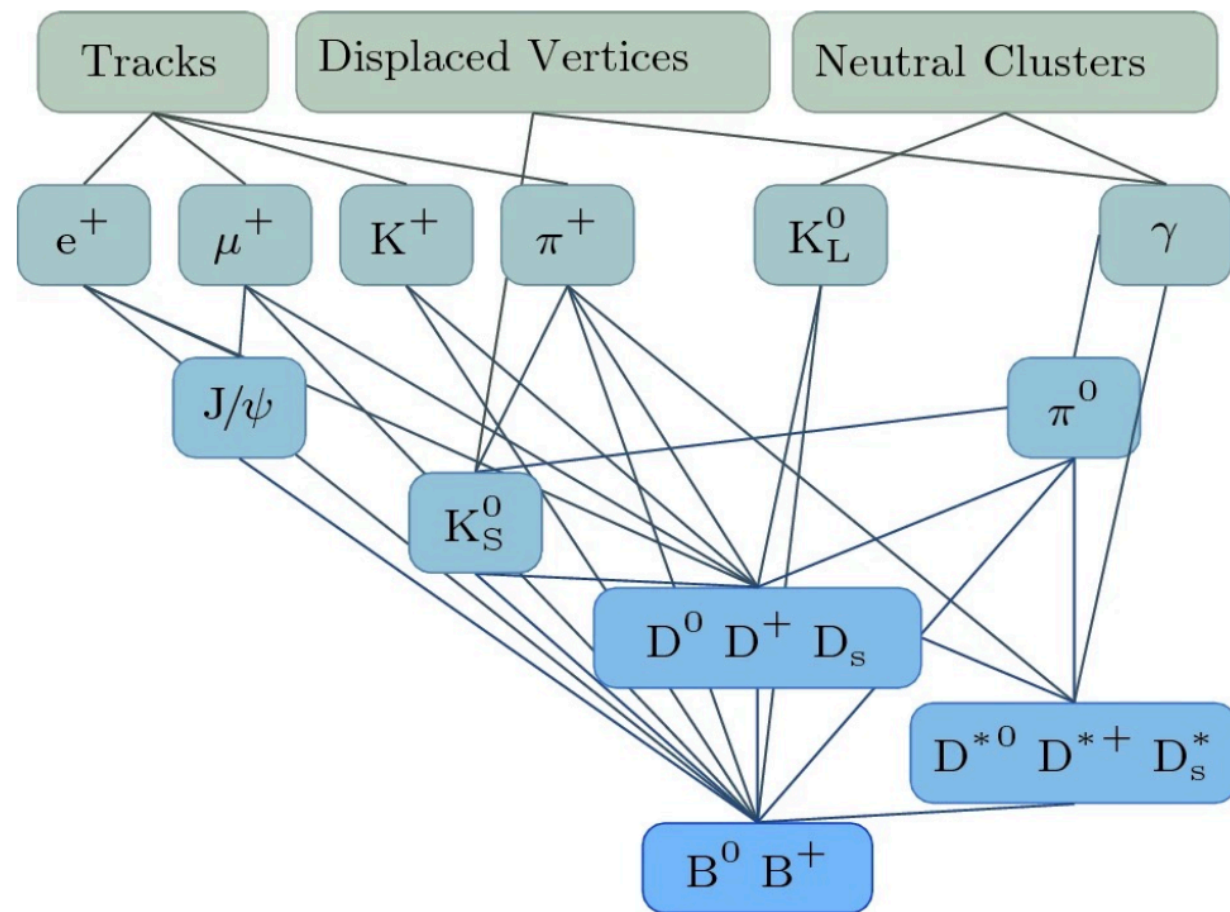 Tracks
Displaced Vertices
Neutral Clusters
e⁺
μ⁺
K⁺
π⁺
K⁰_L
γ
J/ψ
π⁰
K⁰_S
D⁰ D⁺ D_s
D*⁰ D*⁺ D*_s
B⁰ B⁺